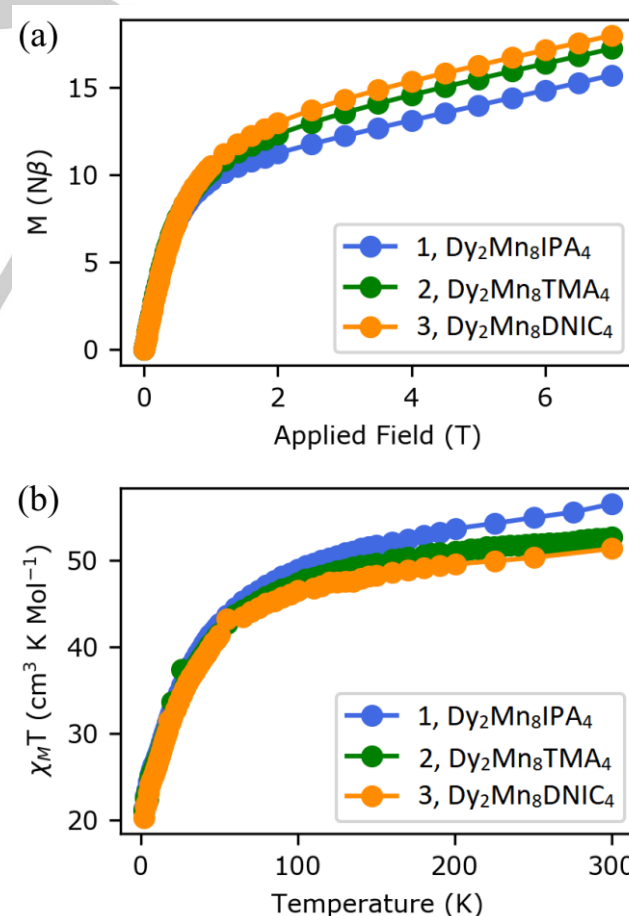 (a)
M (Nβ)
15
10
5
0
1, Dy₂Mn₈IPA₄
2, Dy₂Mn₈TMA₄
3, Dy₂Mn₈DNIC₄
0 2 4 6
Applied Field (T)
(b)
χ_MT (cm³ K Mol⁻¹)
50
40
30
20
1, Dy₂Mn₈IPA₄
2, Dy₂Mn₈TMA₄
3, Dy₂Mn₈DNIC₄
0 100 200 300
Temperature (K)